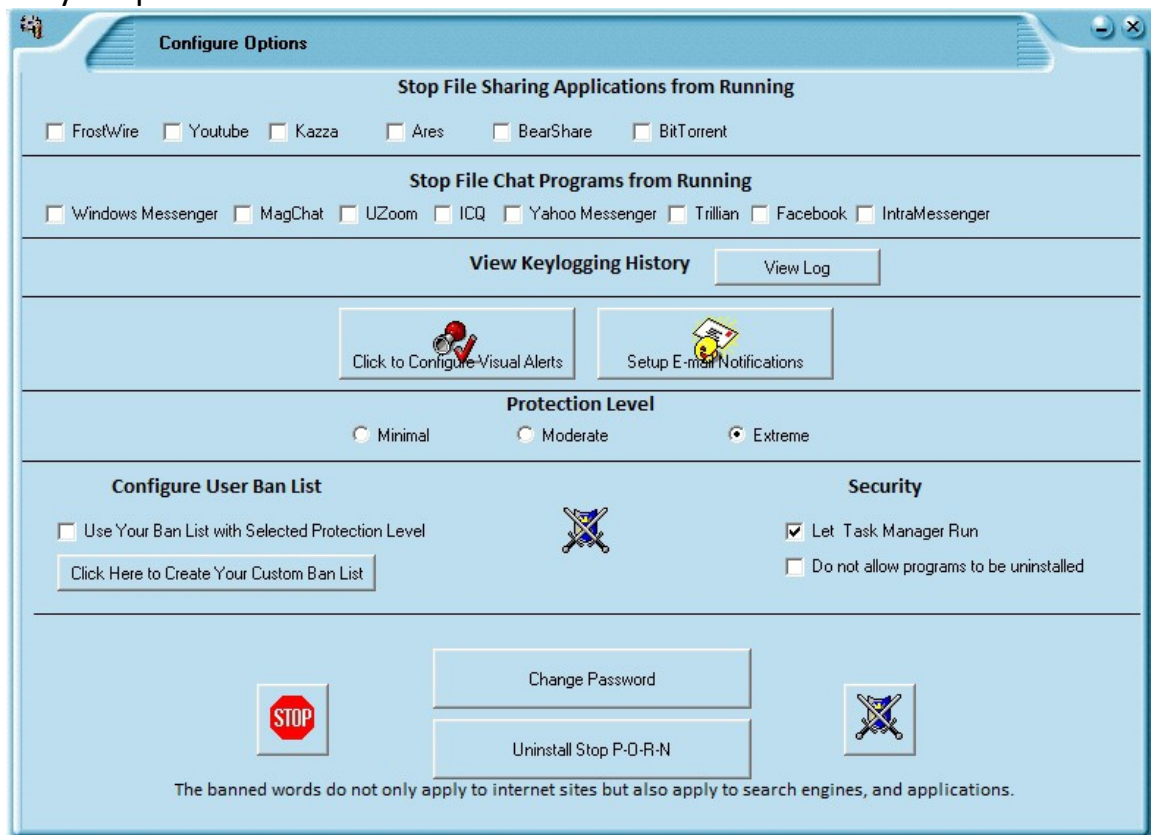 Configure Options
Stop File Sharing Applications from Running
FrostWire Youtube Kazza Ares BearShare BitTorrent
Stop File Chat Programs from Running
Windows Messenger MagChat UZoom ICQ Yahoo Messenger Trillian Facebook IntraMessenger
View Keylogging History View Log
Click to Configure Visual Alerts Setup E-mail Notifications
Protection Level
Minimal Moderate Extreme
Configure User Ban List Security
Use Your Ban List with Selected Protection Level Let Task Manager Run
Click Here to Create Your Custom Ban List Do not allow programs to be uninstalled
Change Password
STOP
Uninstall Stop P-O-R-N
The banned words do not only apply to internet sites but also apply to search engines, and applications.